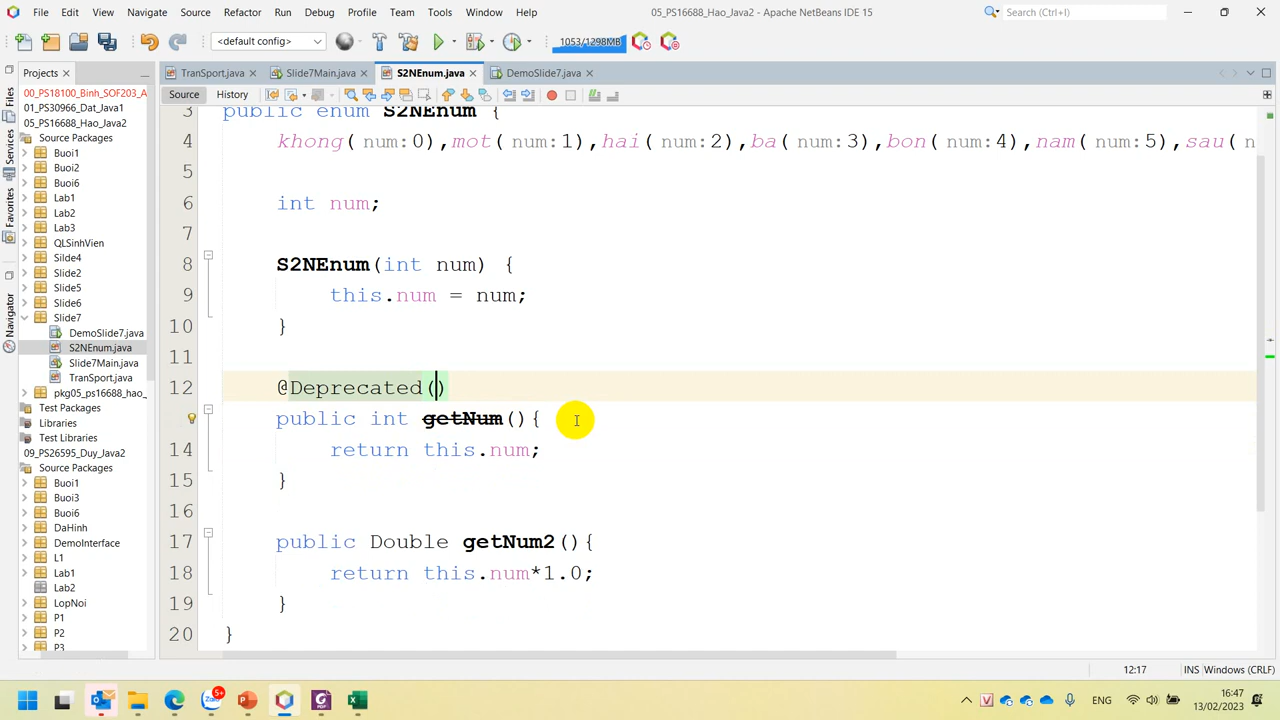 File Edit View Navigate Source Refactor Run Debug Profile Team Tools Window Help 05_PS16688_Hao_Java2 - Apache NetBeans IDE 15 Search (Ctrl+I)
<default config> 1053/1298MB
Projects TranSport.java Slide7Main.java S2NEnum.java DemoSlide7.java
Source History
Files
Services
Favorites
Navigator
00_PS18100_Binh_SOF203_A
01_PS30966_Dat_Java1
05_PS16688_Hao_Java2
Source Packages
Buoi1
Buoi2
Buoi6
Lab1
Lab2
Lab3
QLSinhVien
Silde4
Slide2
Slide5
Slide6
Slide7
DemoSlide7.java
S2NEnum.java
Slide7Main.java
TranSport.java
pkg05_ps16688_hao_
Test Packages
Libraries
Test Libraries
09_PS26595_Duy_Java2
Source Packages
Buoi1
Buoi3
Buoi6
DaHinh
DemoInterface
L1
Lab1
Lab2
LopNoi
P1
P2
P3
3 public enum S2NEnum {
4 khong( num:0),mot( num:1),hai( num:2),ba( num:3),bon( num:4),nam( num:5),sau( n
5
6 int num;
7
8 S2NEnum(int num) {
9 this.num = num;
10 }
11
12 @Deprecated()
public int getNum(){
14 return this.num;
15 }
16
17 public Double getNum2(){
18 return this.num*1.0;
19 }
20 }
12:17 INS Windows (CRLF)
5+ ENG 16:47
13/02/2023